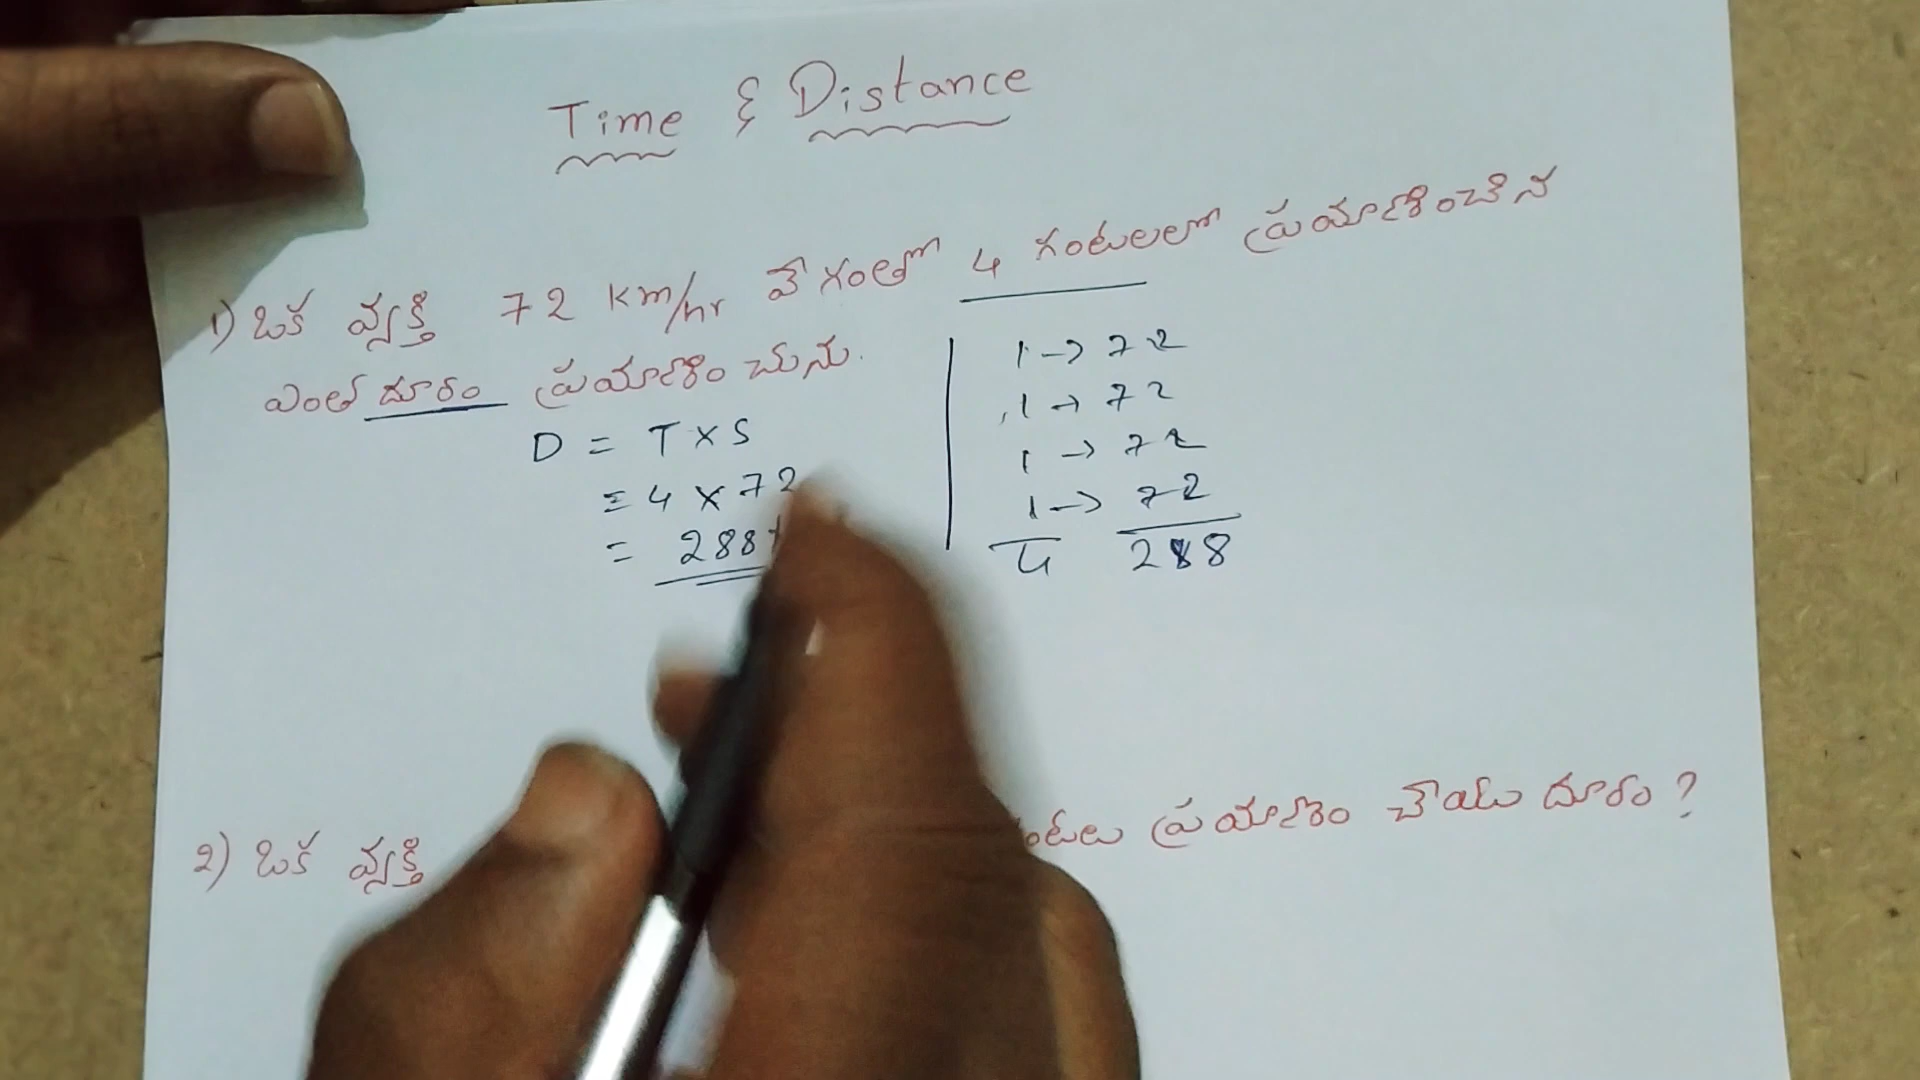 Time & Distance
1) ఒక వ్యక్తి 72 km/hr వేగంతో 4 గంటలలో ప్రయాణించిన
ఎంత దూరం ప్రయాణించును.
D = T × S
= 4 × 72
= 288
1 → 72
1 → 72
1 → 72
1 → 72
4 288
2) ఒక వ్యక్తి ప్రయాణం చేయు దూరం ?